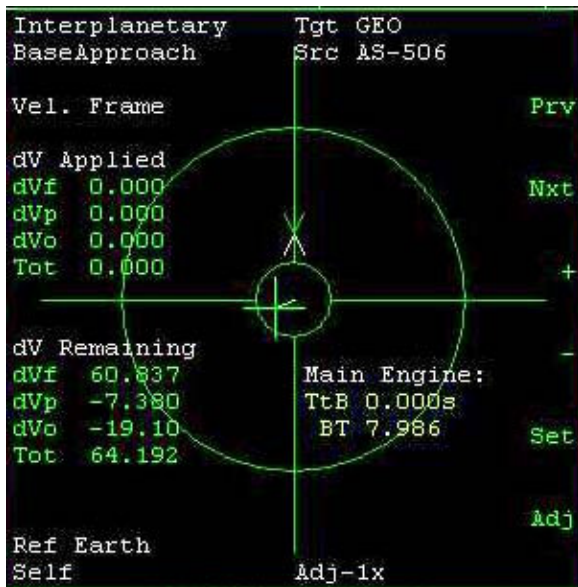 Interplanetary Tgt GEO
BaseApproach Src AS-506
Vel. Frame Prv
dV Applied
dVf 0.000 Nxt
dVp 0.000
dVo 0.000
Tot 0.000 +
dV Remaining -
dVf 60.837 Main Engine:
dVp -7.380 TtB 0.000s
dVo -19.10 BT 7.986 Set
Tot 64.192
Adj
Ref Earth
Self Adj-1x